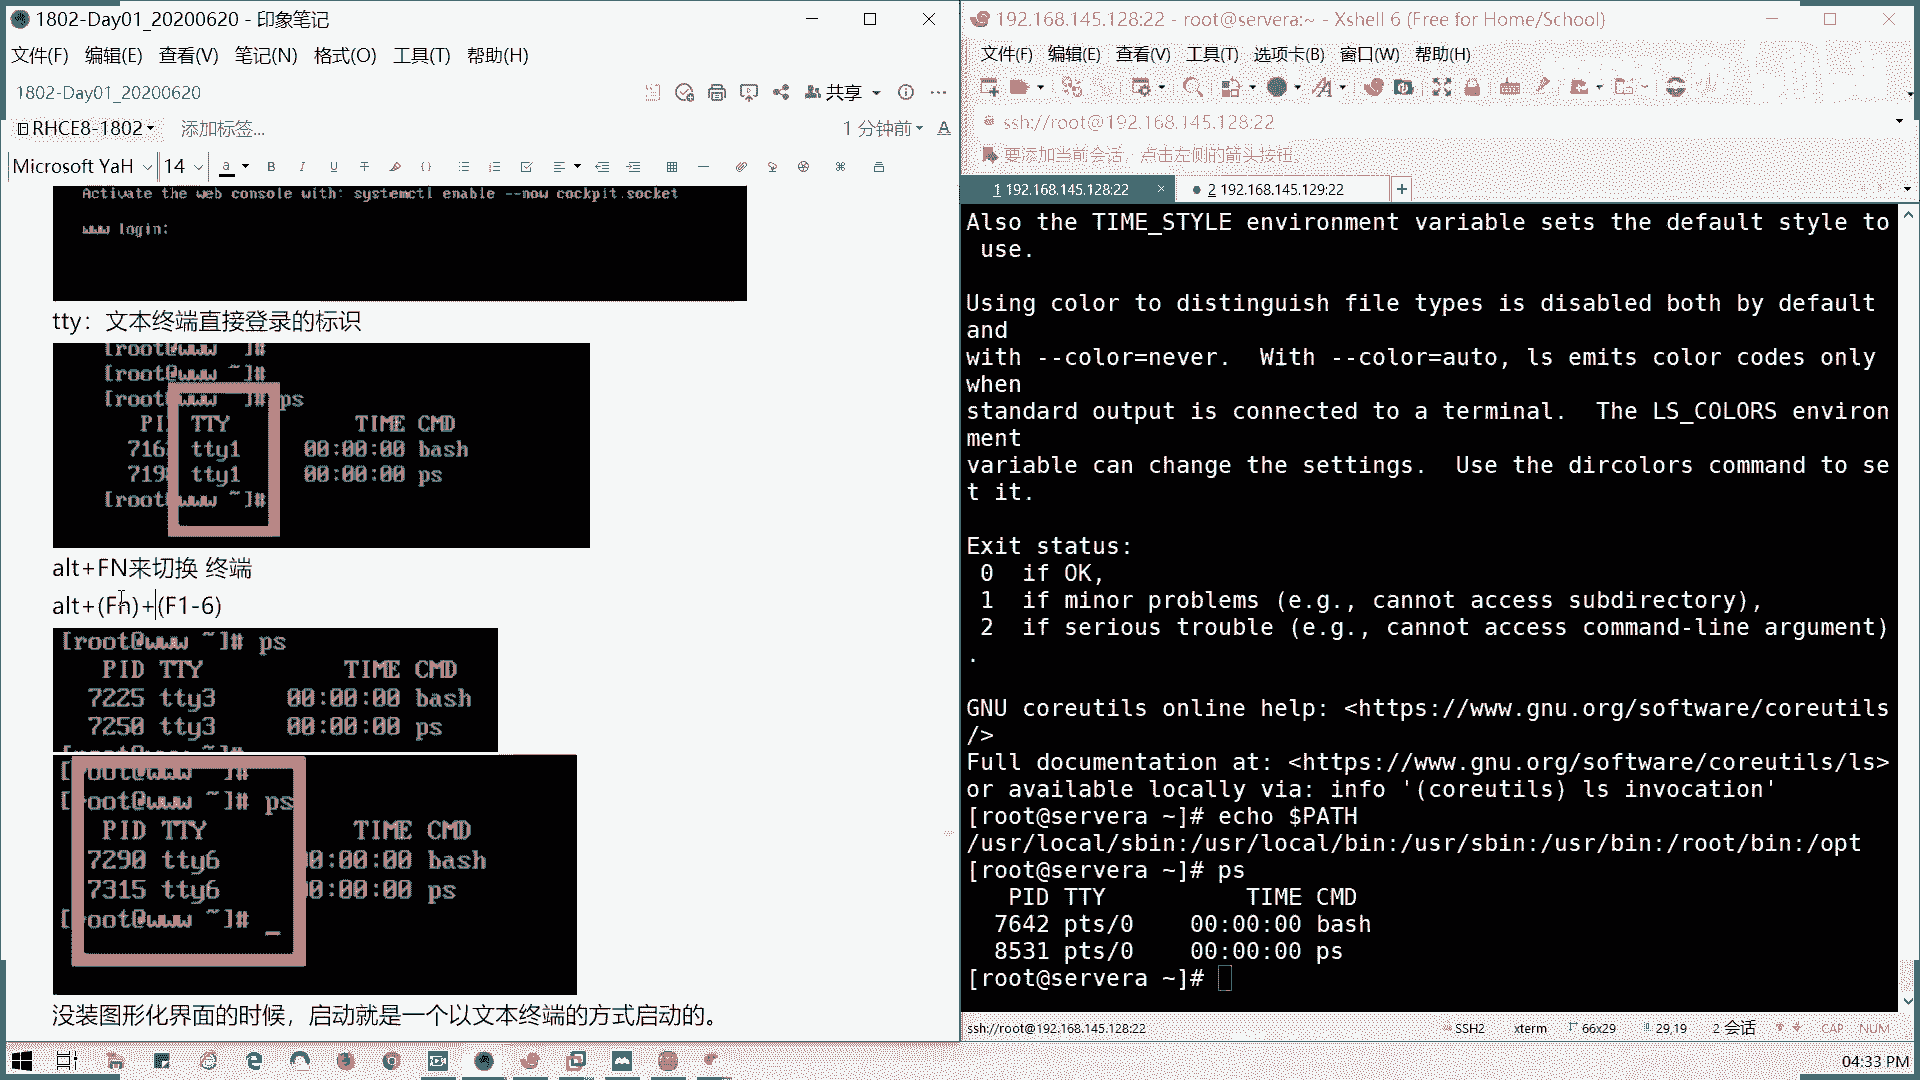 1802-Day01_20200620 - 印象笔记
文件(F) 编辑(E) 查看(V) 笔记(N) 格式(O) 工具(T) 帮助(H)
1802-Day01_20200620
共享
RHCE8-1802 添加标签...
1 分钟前
Microsoft YaH 14
Activate the web console with: systemctl enable --now cockpit.socket
www login:
tty：文本终端直接登录的标识
[root@www ~]#
[root@www ~]#
[root@www ~]# ps
PI TTY TIME CMD
716 tty1 00:00:00 bash
719 tty1 00:00:00 ps
[root@www ~]#
alt+FN来切换 终端
alt+(Fn)+(F1-6)
[root@www ~]# ps
PID TTY TIME CMD
7225 tty3 00:00:00 bash
7250 tty3 00:00:00 ps
[root@www ~]#
[root@www ~]# ps
PID TTY TIME CMD
7290 tty6 00:00:00 bash
7315 tty6 00:00:00 ps
[root@www ~]# _
没装图形化界面的时候，启动就是一个以文本终端的方式启动的。
192.168.145.128:22 - root@servera:~ - Xshell 6 (Free for Home/School)
文件(F) 编辑(E) 查看(V) 工具(T) 选项卡(B) 窗口(W) 帮助(H)
ssh://root@192.168.145.128:22
要添加当前会话，点击左侧的箭头按钮。
1 192.168.145.128:22 × 2 192.168.145.129:22 +
Also the TIME_STYLE environment variable sets the default style to
use.
Using color to distinguish file types is disabled both by default
and
with --color=never.  With --color=auto, ls emits color codes only
when
standard output is connected to a terminal.  The LS_COLORS environ
ment
variable can change the settings.  Use the dircolors command to se
t it.
Exit status:
0  if OK,
1  if minor problems (e.g., cannot access subdirectory),
2  if serious trouble (e.g., cannot access command-line argument)
.
GNU coreutils online help: <https://www.gnu.org/software/coreutils
/>
Full documentation at: <https://www.gnu.org/software/coreutils/ls>
or available locally via: info '(coreutils) ls invocation'
[root@servera ~]# echo $PATH
/usr/local/sbin:/usr/local/bin:/usr/sbin:/usr/bin:/root/bin:/opt
[root@servera ~]# ps
PID TTY TIME CMD
7642 pts/0 00:00:00 bash
8531 pts/0 00:00:00 ps
[root@servera ~]#
ssh://root@192.168.145.128:22 SSH2 xterm 66x29 29,19 2 会话 CAP NUM
04:33 PM